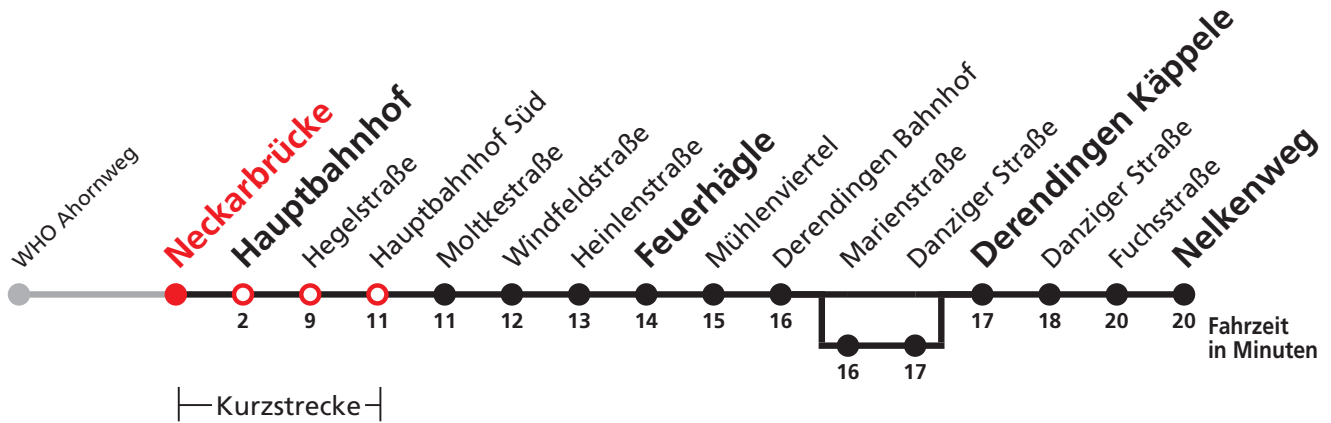 WHO Ahornweg
Neckarbrücke
Hauptbahnhof
Hegelstraße
Hauptbahnhof Süd
Moltkestraße
Windfeldstraße
Heinlenstraße
Feuerhägle
Mühlenviertel
Derendingen Bahnhof
Marienstraße
Danziger Straße
Derendingen Käppele
Danziger Straße
Fuchsstraße
Nelkenweg
2 9 11 11 12 13 14 15 16 17 18 20 20 Fahrzeit
in Minuten
16 17
Kurzstrecke